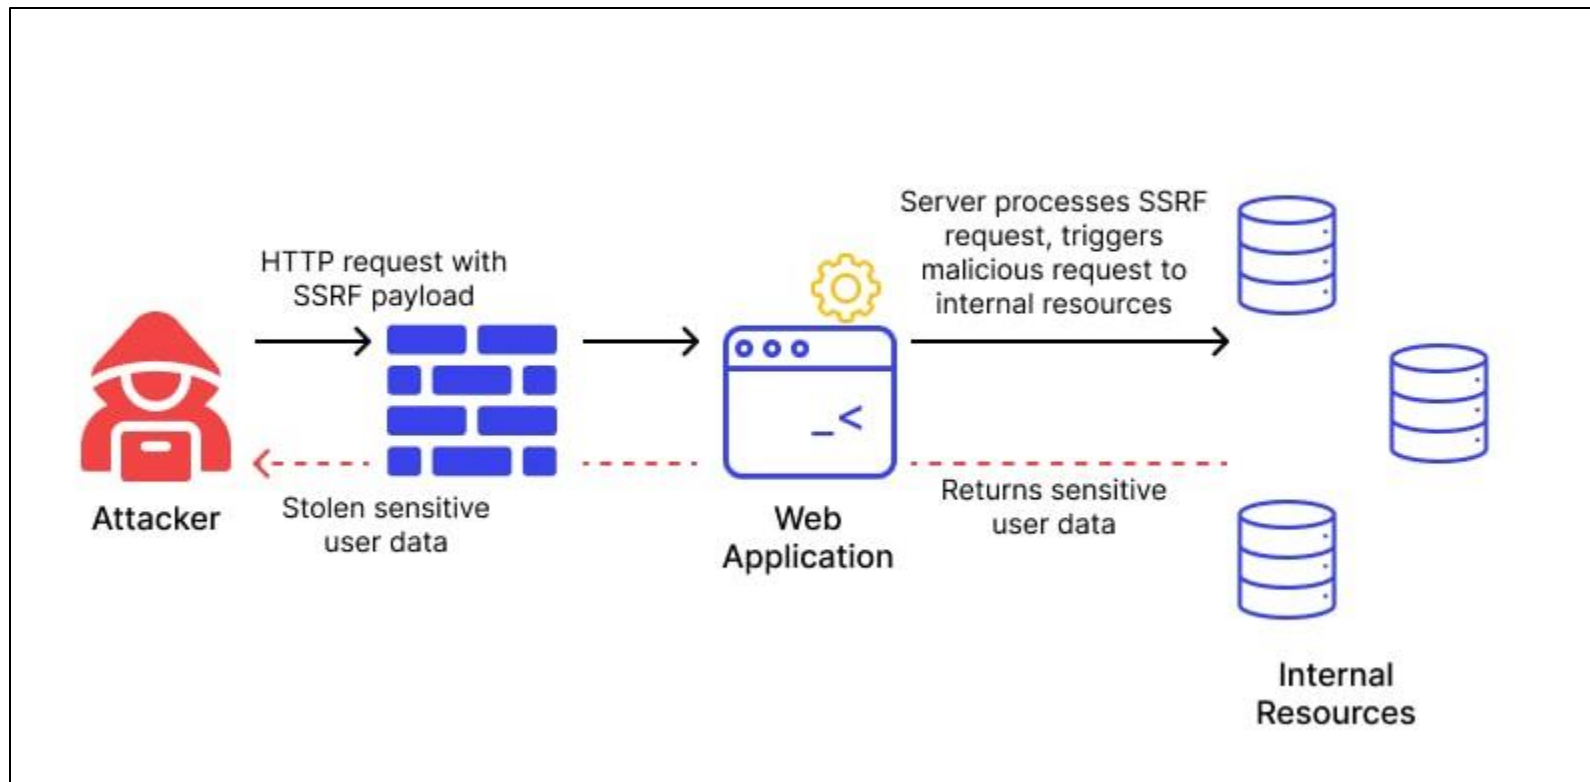 HTTP request with
SSRF payload
Server processes SSRF
request, triggers
malicious request to
internal resources
_<
Attacker
Stolen sensitive
user data
Web
Application
Returns sensitive
user data
Internal
Resources